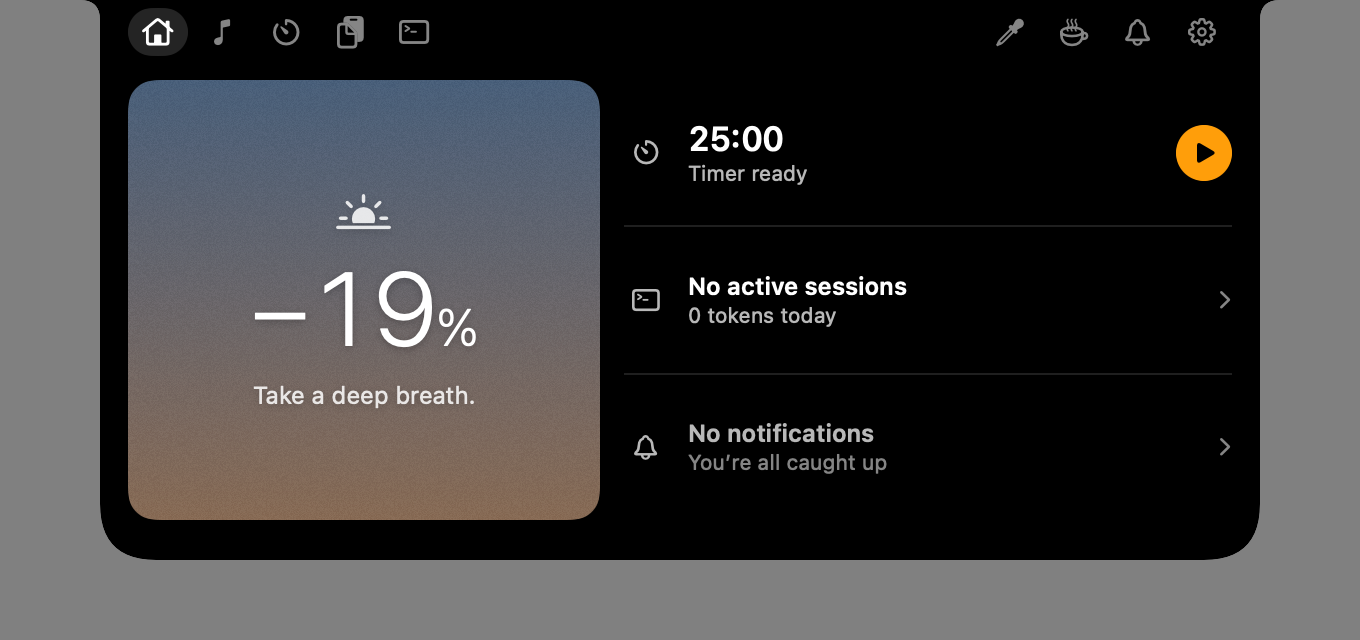 –19%
Take a deep breath.
25:00
Timer ready
No active sessions
0 tokens today
No notifications
You’re all caught up